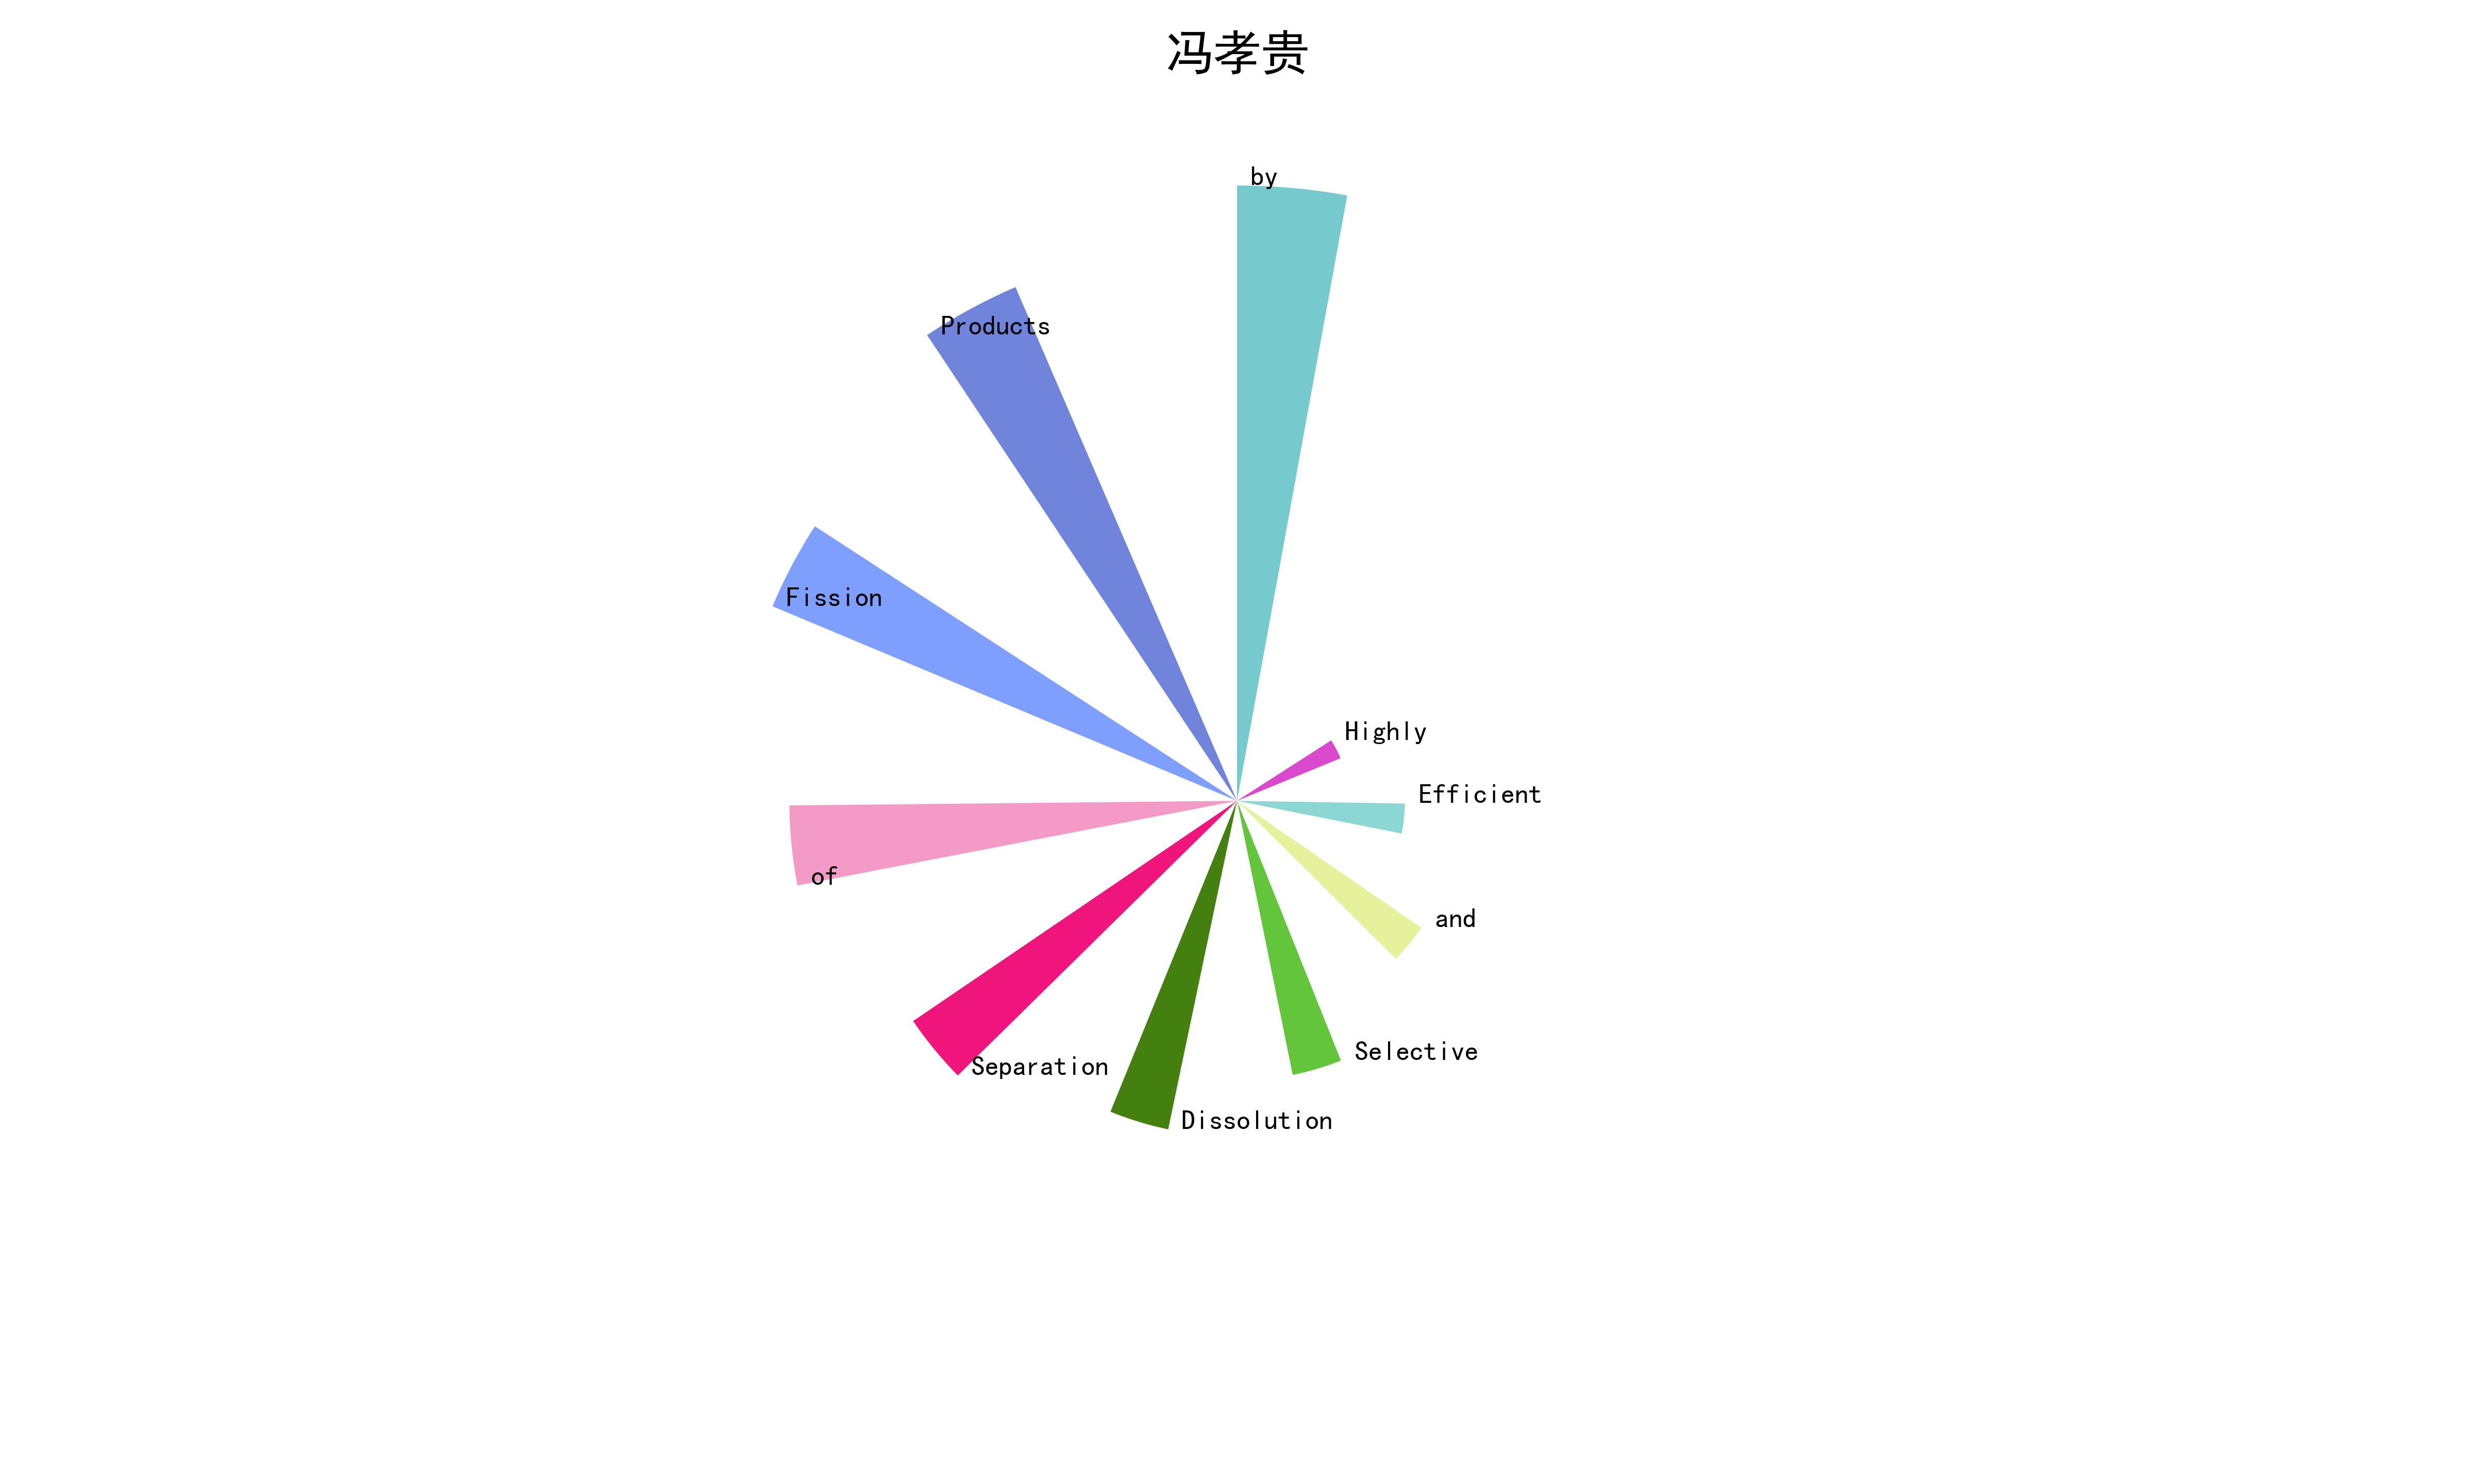 冯孝贵
by
Products
Fission
Highly
Efficient
of
and
Selective
Separation
Dissolution